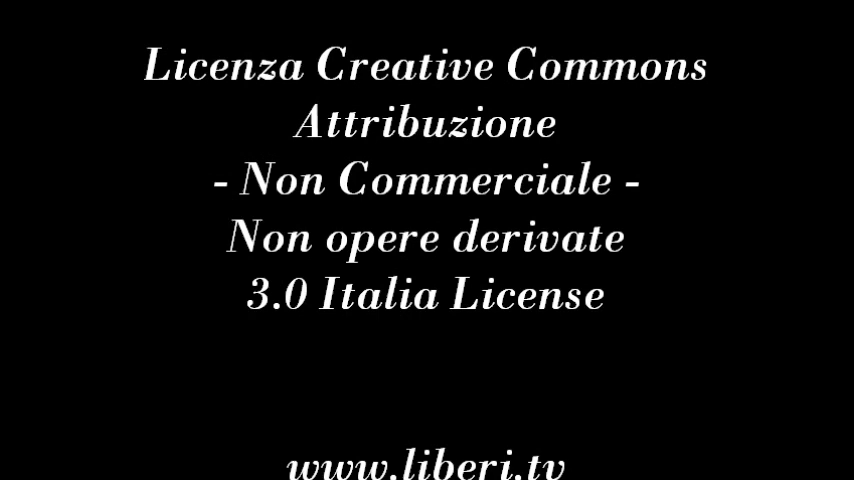 Licenza Creative Commons
Attribuzione
- Non Commerciale -
Non opere derivate
3.0 Italia License
www.liberi.tv